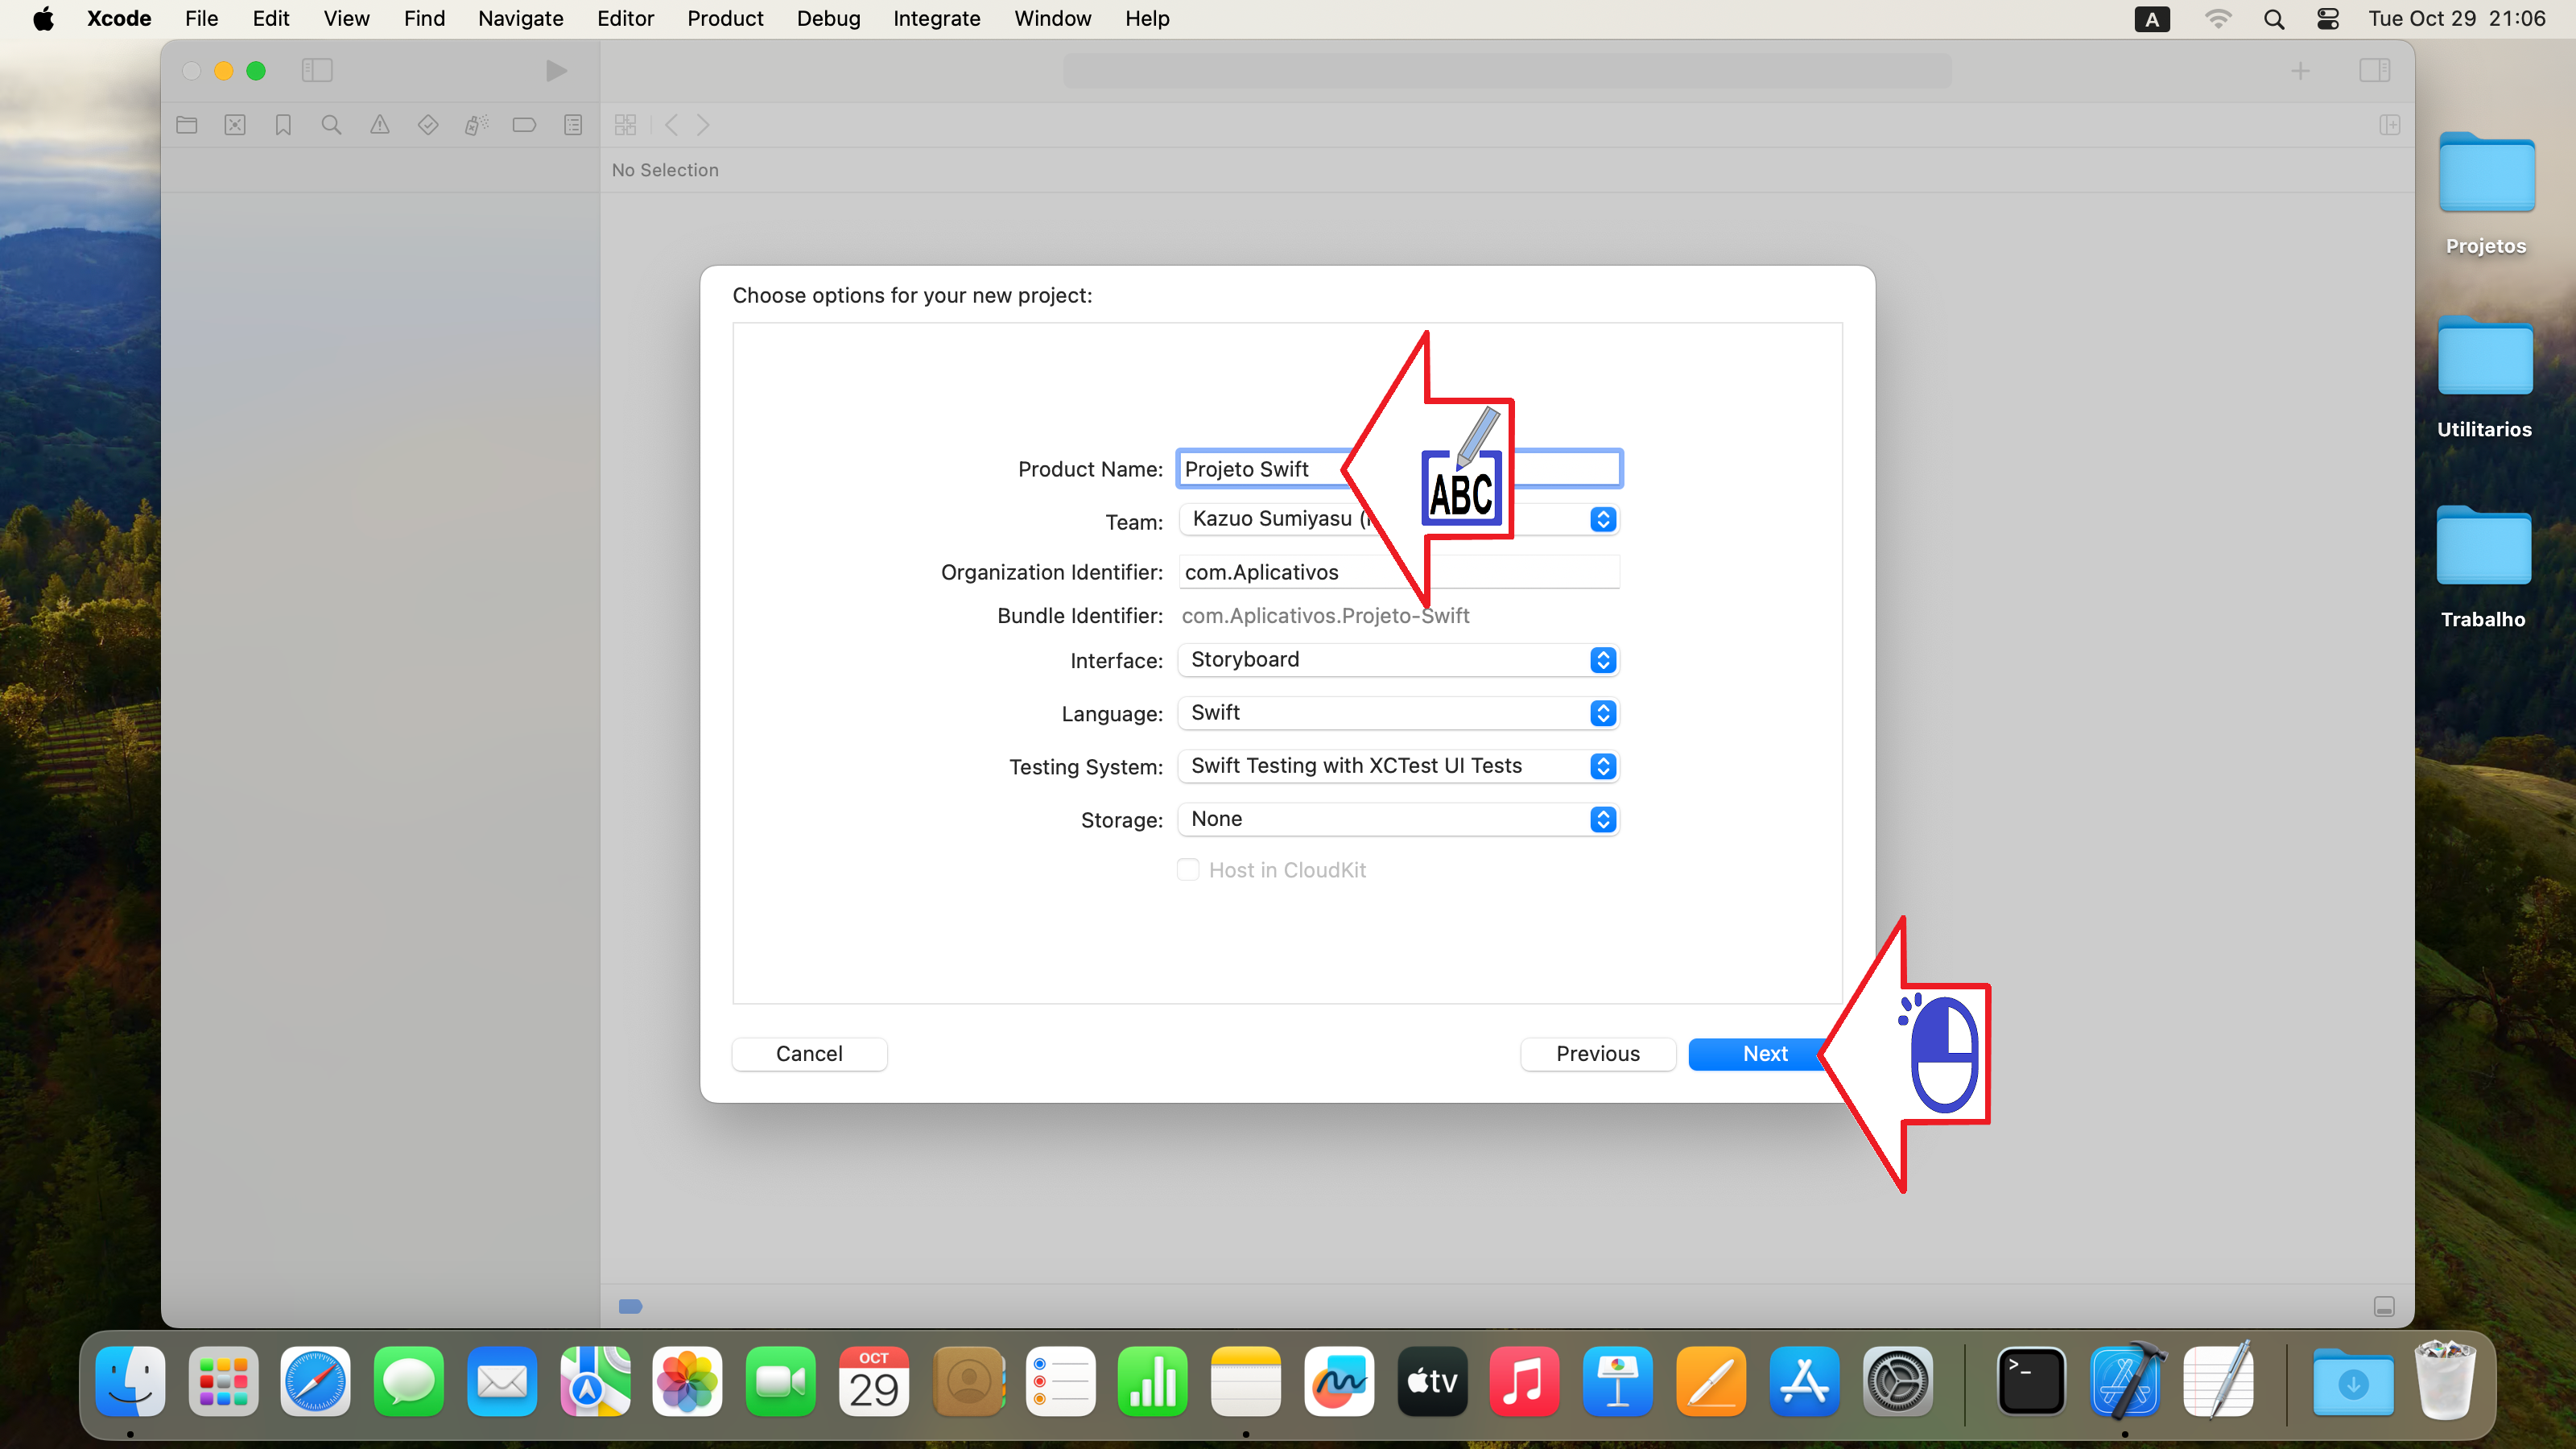 Xcode File Edit View Find Navigate Editor Product Debug Integrate Window Help A Tue Oct 29 21:06
No Selection
Projetos
Utilitarios
Trabalho
Choose options for your new project:
Product Name: Projeto Swift
ABC
Team: Kazuo Sumiyasu
Organization Identifier: com.Aplicativos
Bundle Identifier: com.Aplicativos.Projeto-Swift
Interface: Storyboard
Language: Swift
Testing System: Swift Testing with XCTest UI Tests
Storage: None
Host in CloudKit
Cancel Previous Next
OCT
29
tv
>_